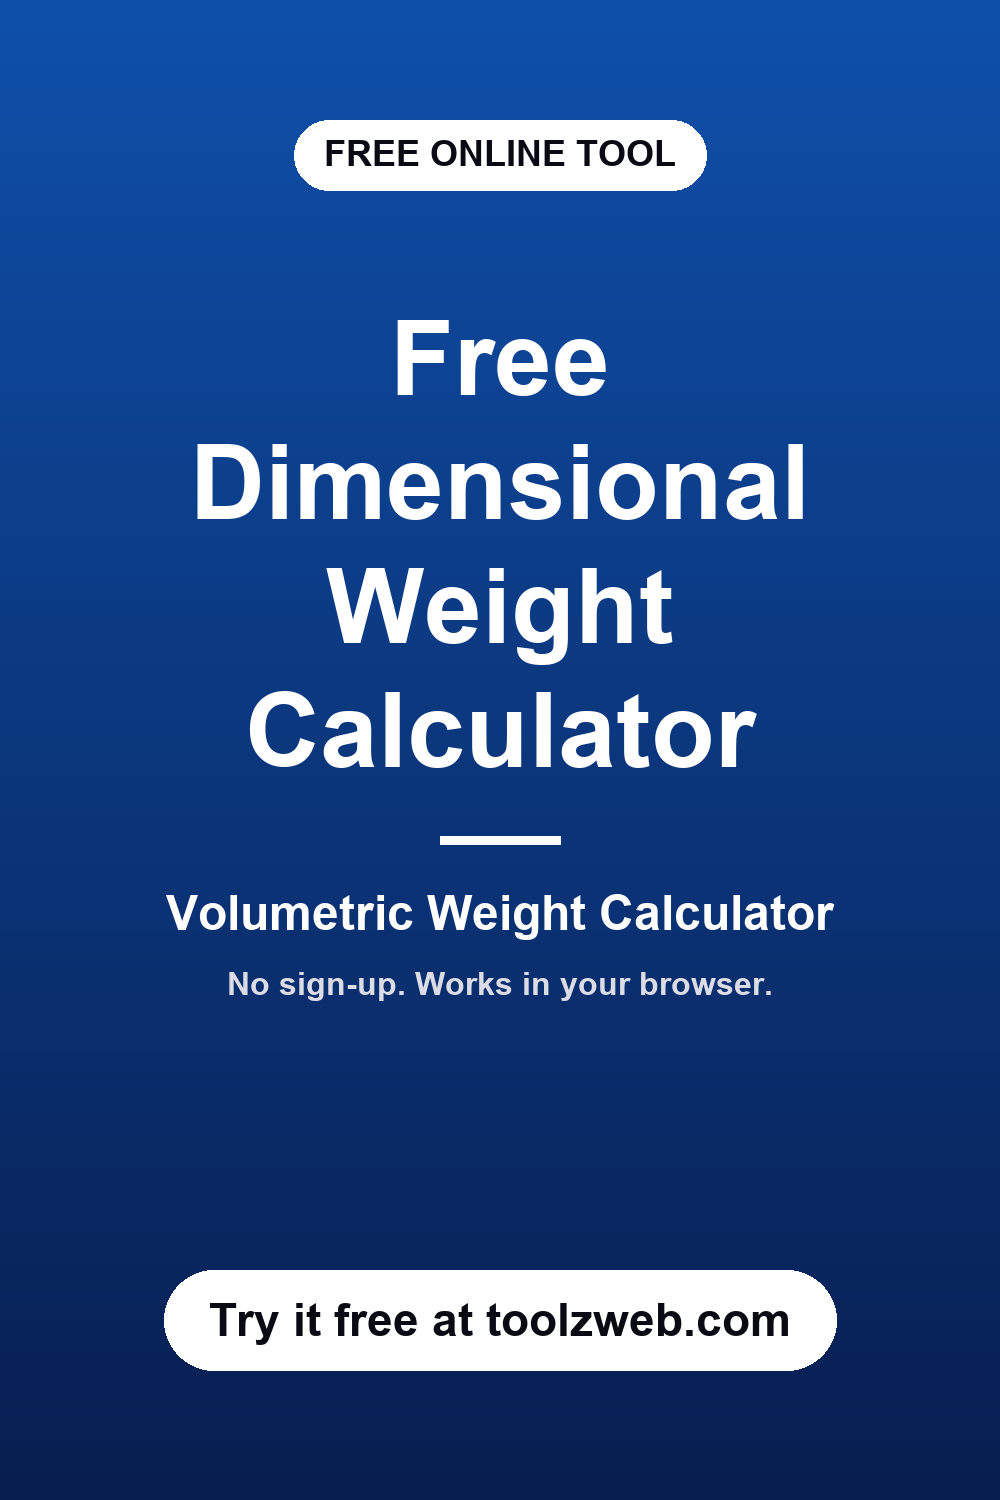 FREE ONLINE TOOL
Free
Dimensional
Weight
Calculator
Volumetric Weight Calculator
No sign-up. Works in your browser.
Try it free at toolzweb.com